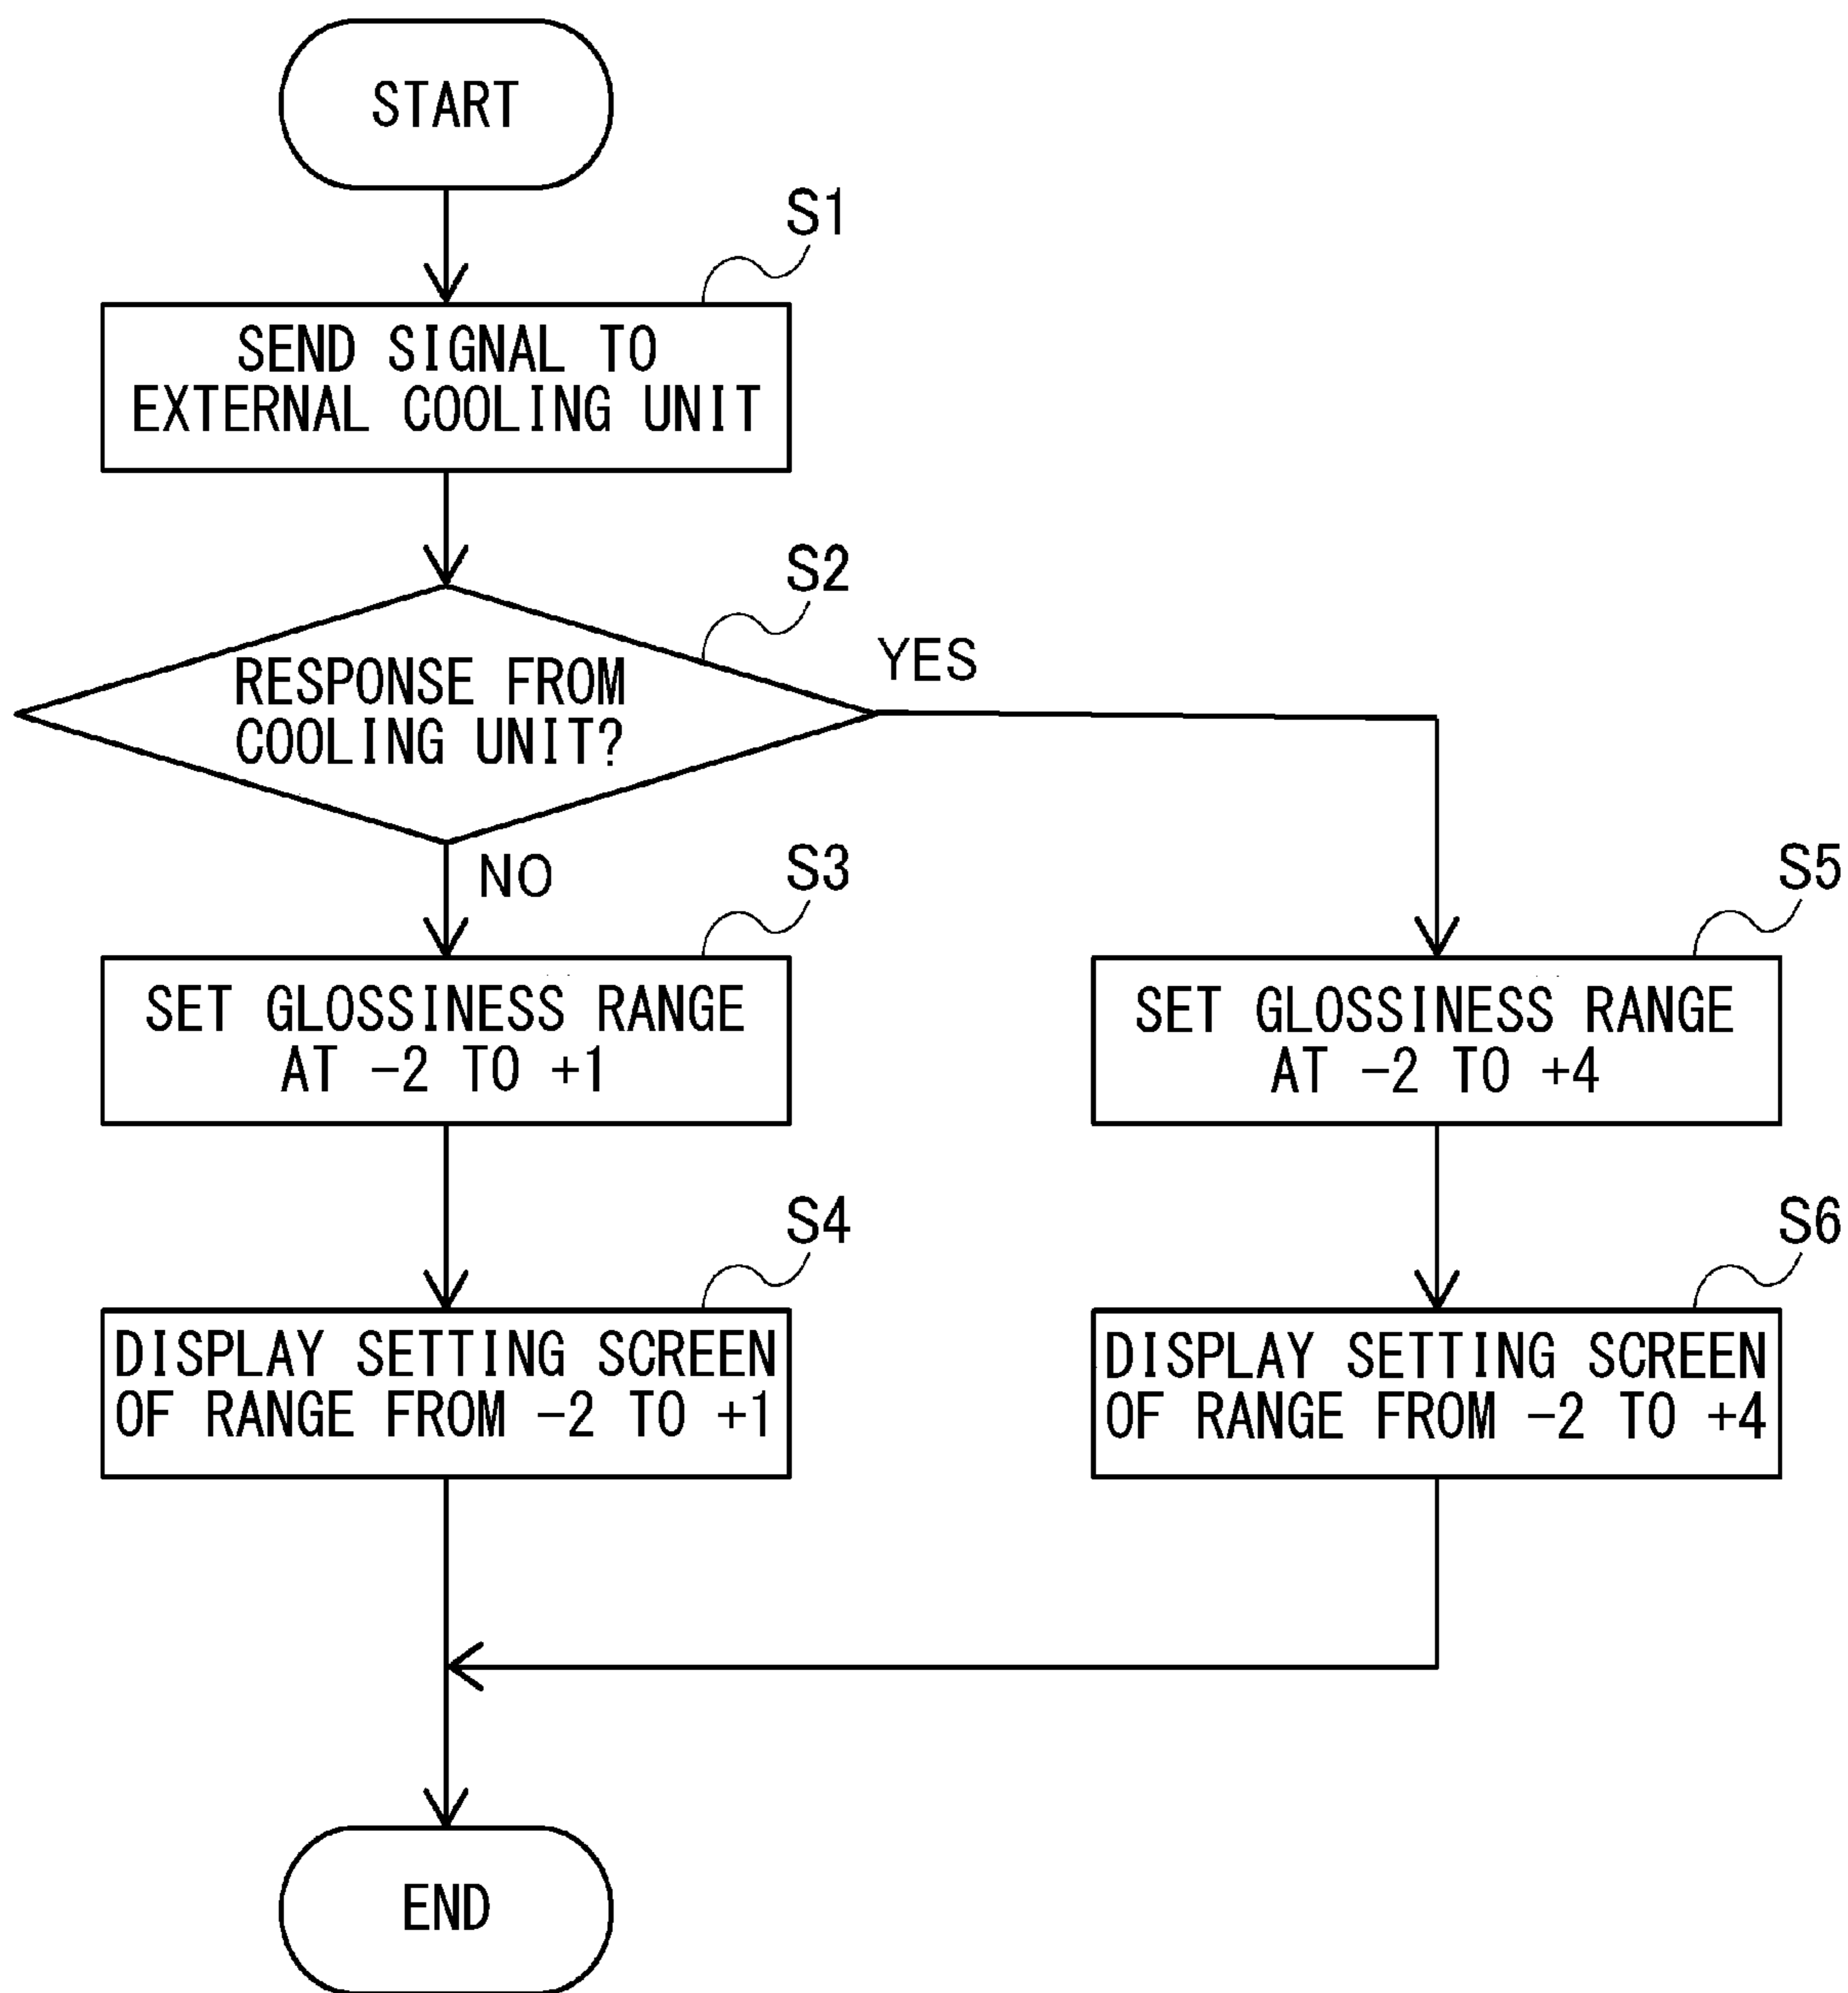 START
S1
SEND SIGNAL TO
EXTERNAL COOLING UNIT
S2
RESPONSE FROM
COOLING UNIT?
YES
NO
S3
SET GLOSSINESS RANGE
AT -2 TO +1
S5
SET GLOSSINESS RANGE
AT -2 TO +4
S4
DISPLAY SETTING SCREEN
OF RANGE FROM -2 TO +1
S6
DISPLAY SETTING SCREEN
OF RANGE FROM -2 TO +4
END